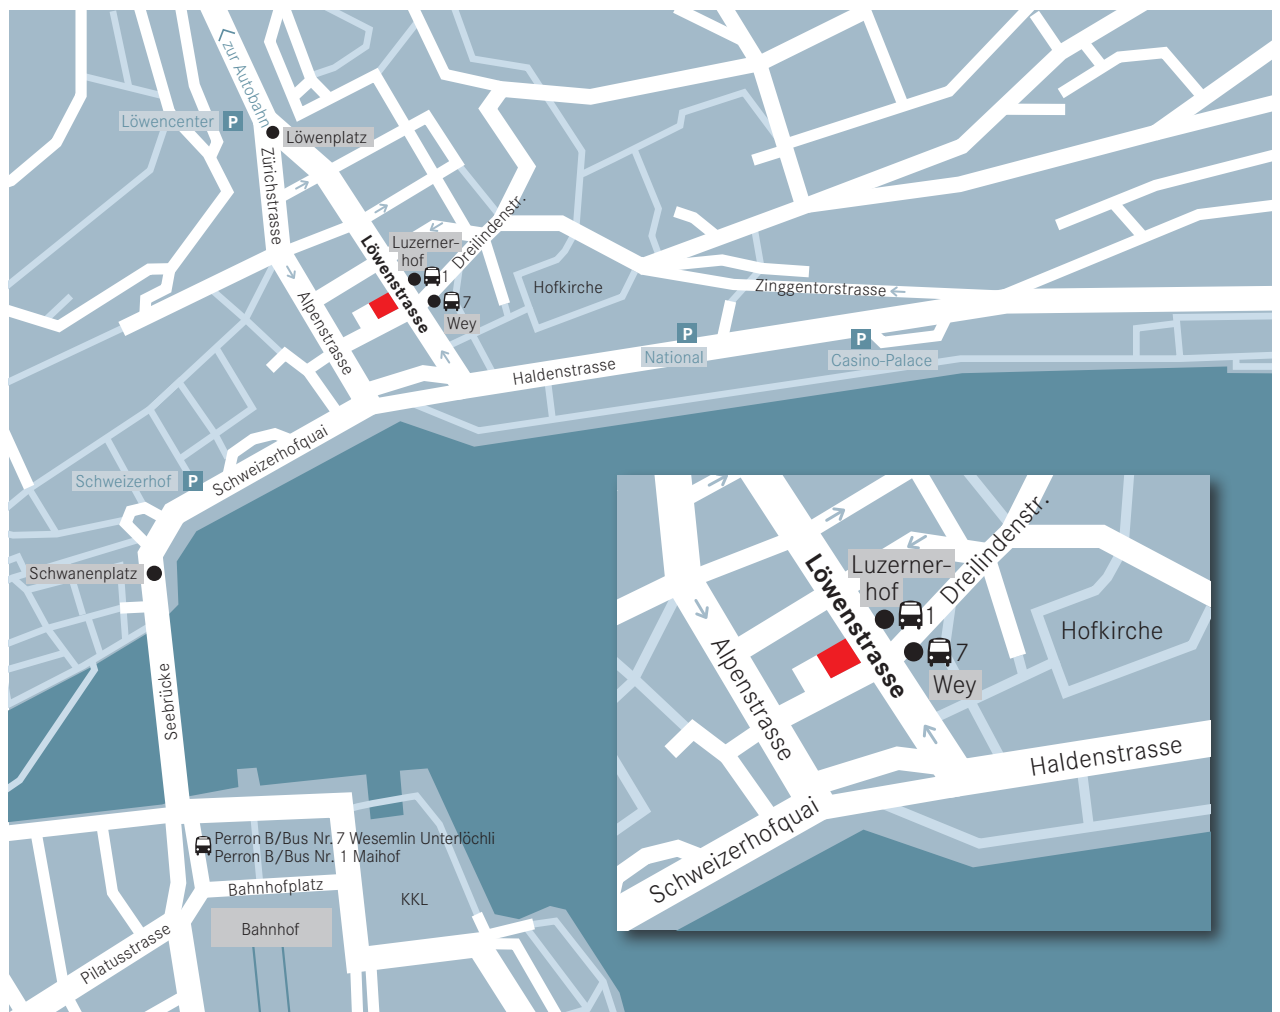 zur Autobahn
Löwencenter P
Löwenplatz
Zürichstrasse
Dreilindenstr.
Luzerner-
hof
1
Löwenstrasse
7
Wey
Hofkirche
Zinggentorstrasse
Alpenstrasse
P
National
P
Casino-Palace
Haldenstrasse
Schweizerhofquai
Schweizerhof P
Schwanenplatz
Seebrücke
Perron B/Bus Nr. 7 Wesemlin Unterlöchli
Perron B/Bus Nr. 1 Maihof
Bahnhofplatz
KKL
Bahnhof
Pilatusstrasse
Dreilindenstr.
Luzerner-
hof
1
Löwenstrasse
7
Wey
Hofkirche
Alpenstrasse
Haldenstrasse
Schweizerhofquai